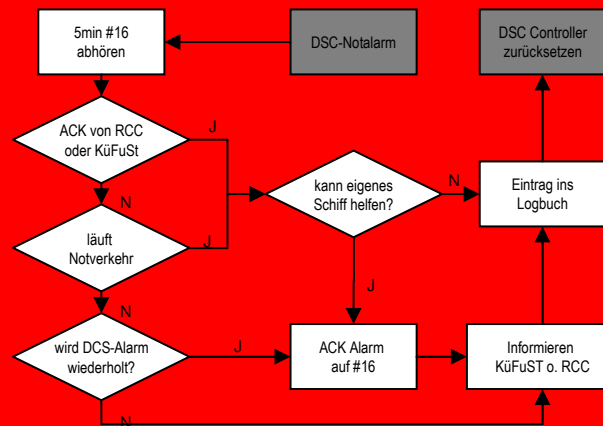 5min #16
abhören
DSC-Notalarm
DSC Controller
zurücksetzen
ACK von RCC
oder KüFuSt
J
N
kann eigenes
Schiff helfen?
N
Eintrag ins
Logbuch
läuft
Notverkehr
J
N
J
wird DCS-Alarm
wiederholt?
J
ACK Alarm
auf #16
Informieren
KüFuST o. RCC
N